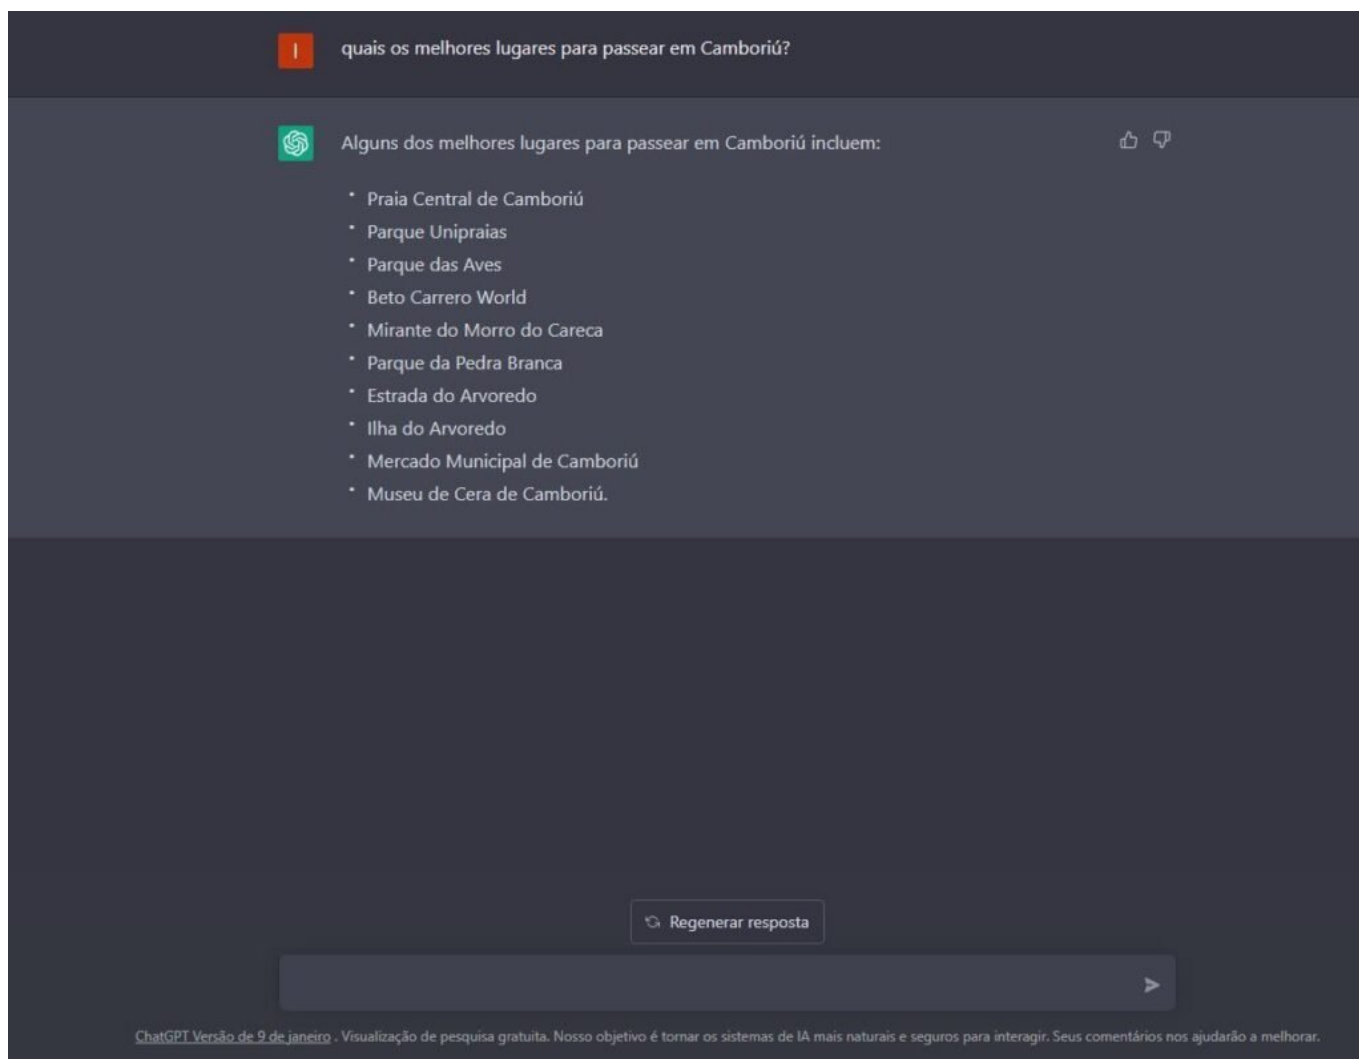 I
quais os melhores lugares para passear em Camboriú?
Alguns dos melhores lugares para passear em Camboriú incluem:
• Praia Central de Camboriú
• Parque Unipraias
• Parque das Aves
• Beto Carrero World
• Mirante do Morro do Careca
• Parque da Pedra Branca
• Estrada do Arvoredo
• Ilha do Arvoredo
• Mercado Municipal de Camboriú
• Museu de Cera de Camboriú.
Regenerar resposta
ChatGPT Versão de 9 de janeiro . Visualização de pesquisa gratuita. Nosso objetivo é tornar os sistemas de IA mais naturais e seguros para interagir. Seus comentários nos ajudarão a melhorar.